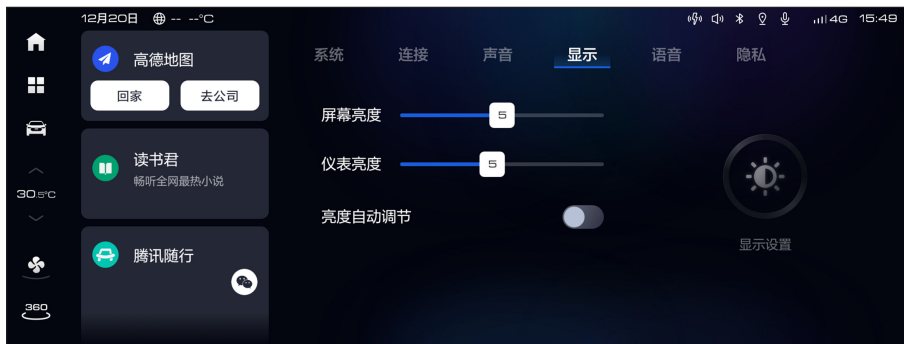 12月20日 -- --°C
4G 15:49
高德地图
回家 去公司
读书君
畅听全网最热小说
腾讯随行
30.5°C
360
系统 连接 声音 显示 语音 隐私
屏幕亮度 5
仪表亮度 5
亮度自动调节
显示设置